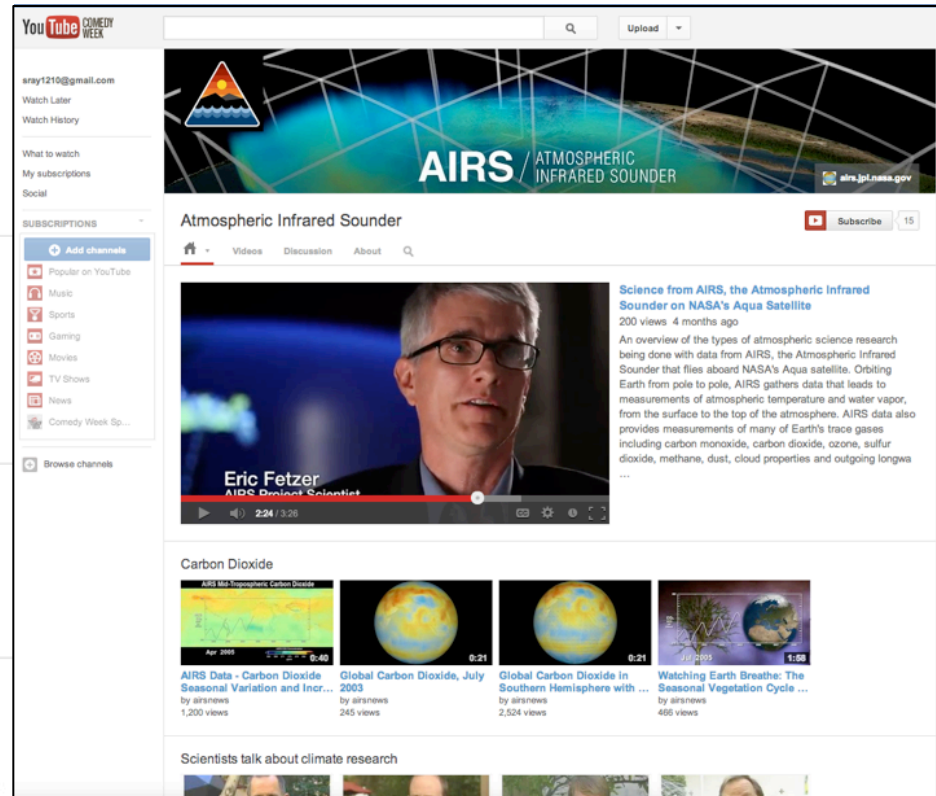 YouTube COMEDY WEEK
Upload
sray1210@gmail.com
Watch Later
Watch History
What to watch
My subscriptions
Social
SUBSCRIPTIONS
Add channels
Popular on YouTube
Music
Sports
Gaming
Movies
TV Shows
News
Comedy Week Sp...
Browse channels
AIRS / ATMOSPHERIC
INFRARED SOUNDER
airs.jpl.nasa.gov
Atmospheric Infrared Sounder
Subscribe 15
Videos Discussion About
Eric Fetzer
AIRS Project Scientist
2:24 / 3:26
CC
Science from AIRS, the Atmospheric Infrared
Sounder on NASA's Aqua Satellite
200 views 4 months ago
An overview of the types of atmospheric science research
being done with data from AIRS, the Atmospheric Infrared
Sounder that flies aboard NASA's Aqua satellite. Orbiting
Earth from pole to pole, AIRS gathers data that leads to
measurements of atmospheric temperature and water vapor,
from the surface to the top of the atmosphere. AIRS data also
provides measurements of many of Earth's trace gases
including carbon monoxide, carbon dioxide, ozone, sulfur
dioxide, methane, dust, cloud properties and outgoing longwa
...
Carbon Dioxide
AIRS Mid-Tropospheric Carbon Dioxide
Apr 2005
0:40
AIRS Data - Carbon Dioxide
Seasonal Variation and Incr...
by airsnews
1,200 views
0:21
Global Carbon Dioxide, July
2003
by airsnews
245 views
0:21
Global Carbon Dioxide in
Southern Hemisphere with ...
by airsnews
2,524 views
Jul 2005
1:58
Watching Earth Breathe: The
Seasonal Vegetation Cycle ...
by airsnews
466 views
Scientists talk about climate research